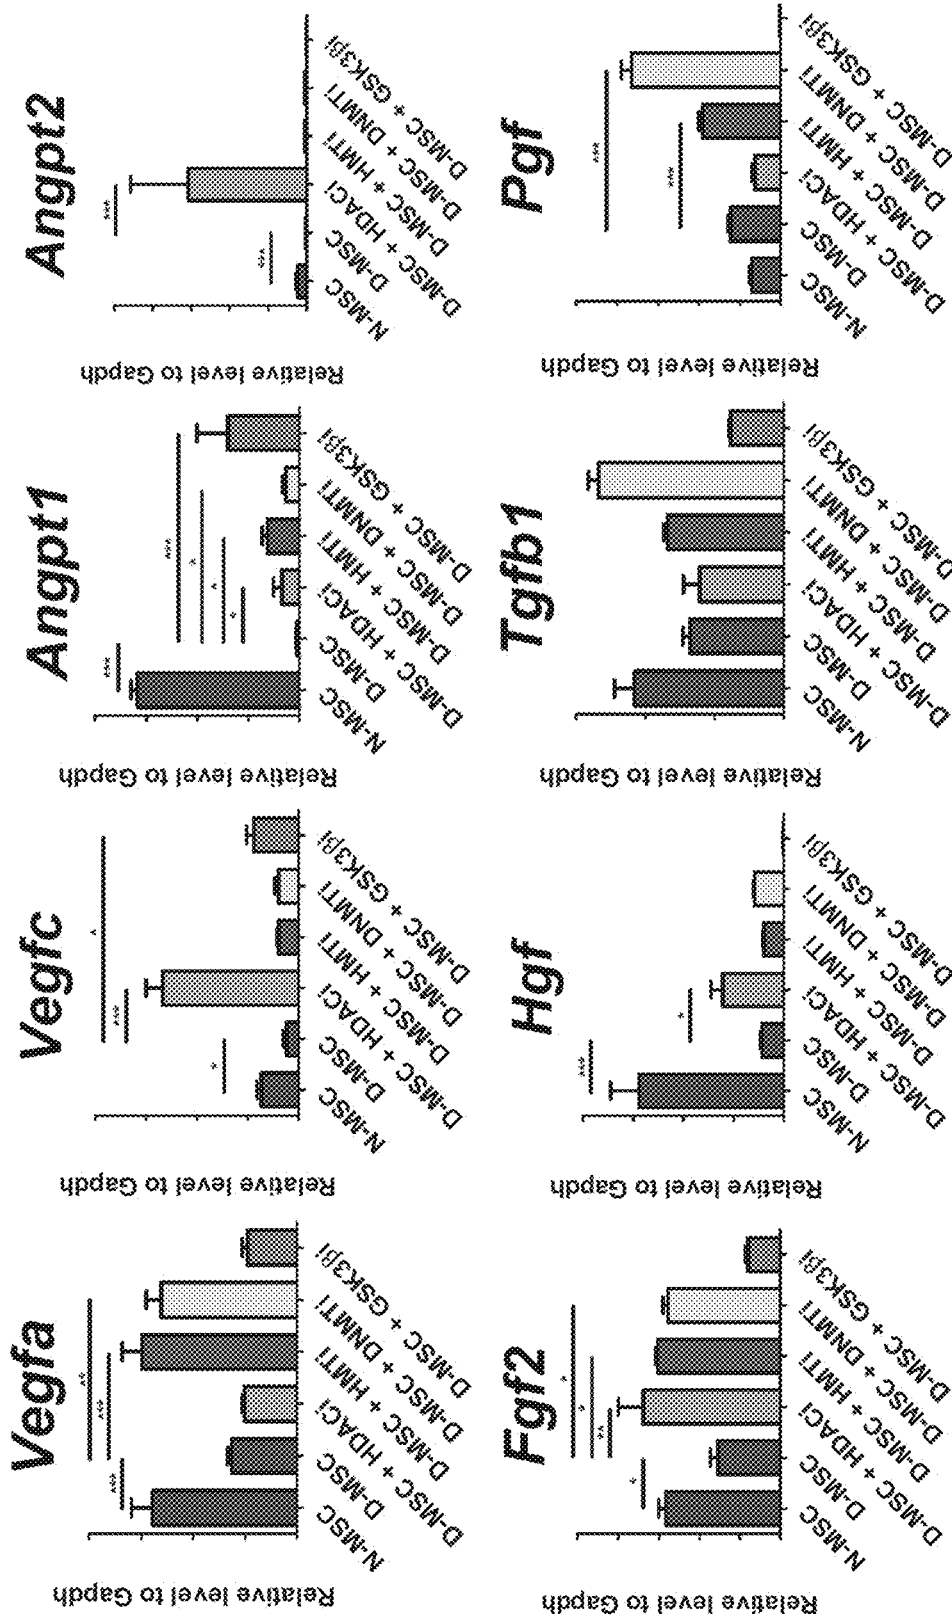 Vegfa
Relative level to Gapdh
N-MSC
D-MSC
D-MSC + HDACi
D-MSC + HMTi
D-MSC + DNMTi
D-MSC + GSK3βi
Vegfc
Relative level to Gapdh
N-MSC
D-MSC
D-MSC + HDACi
D-MSC + HMTi
D-MSC + DNMTi
D-MSC + GSK3βi
Angpt1
Relative level to Gapdh
N-MSC
D-MSC
D-MSC + HDACi
D-MSC + HMTi
D-MSC + DNMTi
D-MSC + GSK3βi
Angpt2
Relative level to Gapdh
N-MSC
D-MSC
D-MSC + HDACi
D-MSC + HMTi
D-MSC + DNMTi
D-MSC + GSK3βi
Fgf2
Relative level to Gapdh
N-MSC
D-MSC
D-MSC + HDACi
D-MSC + HMTi
D-MSC + DNMTi
D-MSC + GSK3βi
Hgf
Relative level to Gapdh
N-MSC
D-MSC
D-MSC + HDACi
D-MSC + HMTi
D-MSC + DNMTi
D-MSC + GSK3βi
Tgfb1
Relative level to Gapdh
N-MSC
D-MSC
D-MSC + HDACi
D-MSC + HMTi
D-MSC + DNMTi
D-MSC + GSK3βi
Pgf
Relative level to Gapdh
N-MSC
D-MSC
D-MSC + HDACi
D-MSC + HMTi
D-MSC + DNMTi
D-MSC + GSK3βi